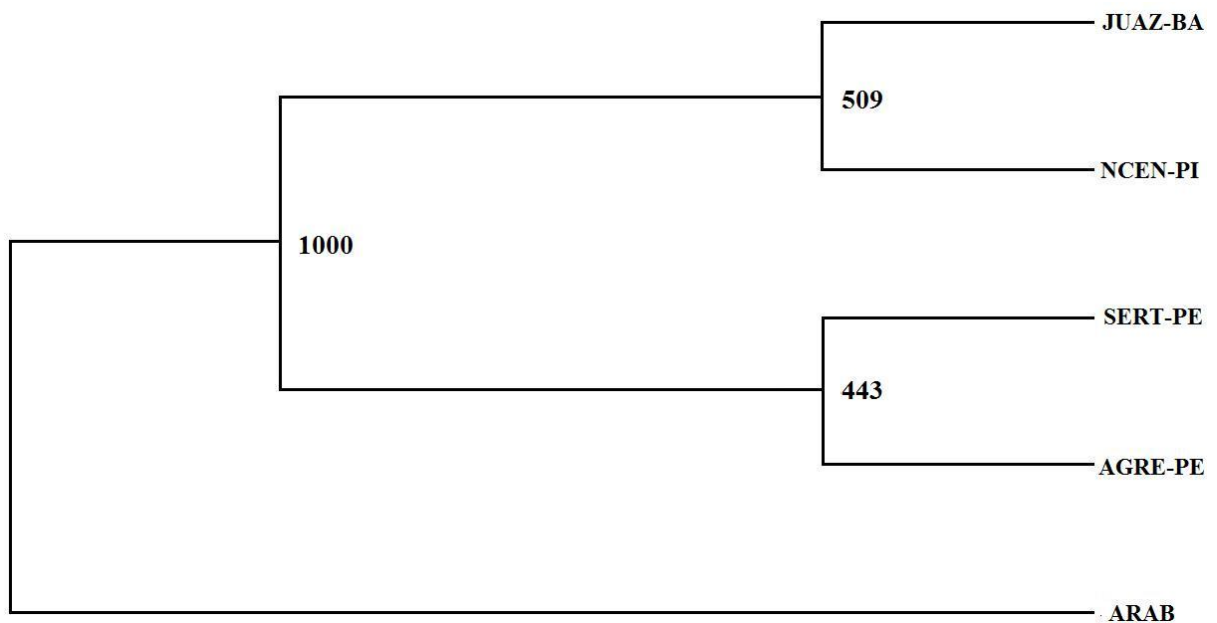 JUAZ-BA
509
NCEN-PI
1000
SERT-PE
443
AGRE-PE
ARAB